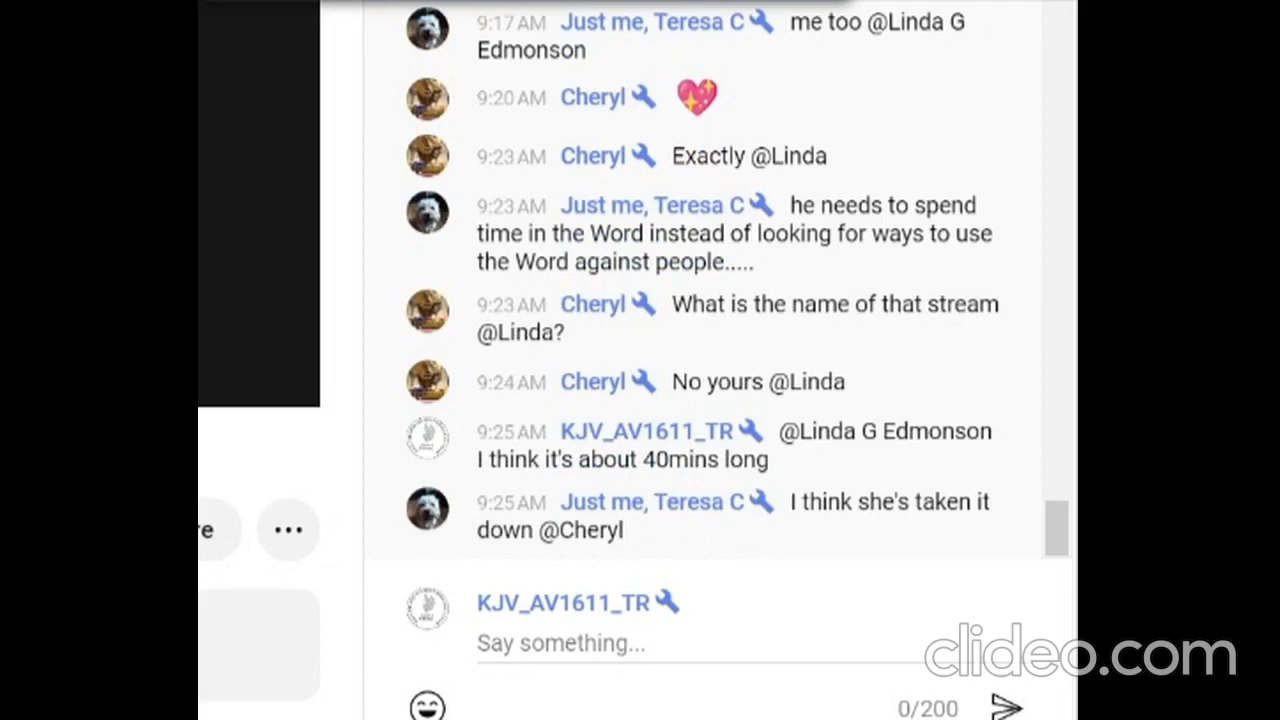 9:17 AM Just me, Teresa C me too @Linda G
Edmonson
9:20 AM Cheryl 💖
9:23 AM Cheryl Exactly @Linda
9:23 AM Just me, Teresa C he needs to spend
time in the Word instead of looking for ways to use
the Word against people.....
9:23 AM Cheryl What is the name of that stream
@Linda?
9:24 AM Cheryl No yours @Linda
9:25 AM KJV_AV1611_TR @Linda G Edmonson
I think it's about 40mins long
9:25 AM Just me, Teresa C I think she's taken it
down @Cheryl
re
KJV_AV1611_TR
Say something...
clideo.com
0/200